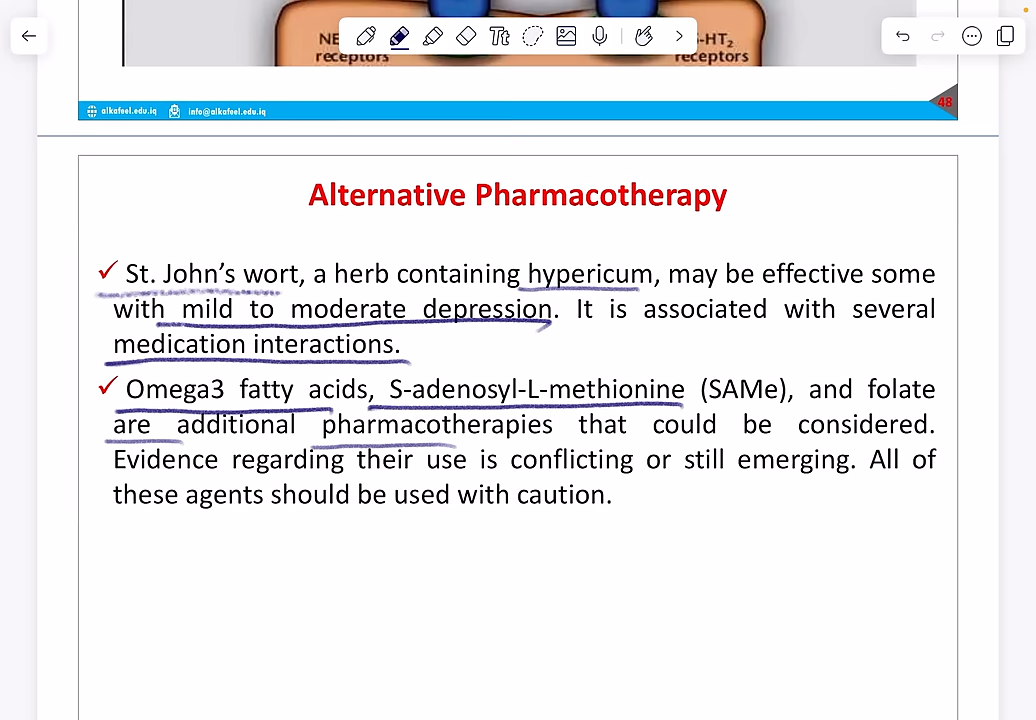 NE
receptors
5-HT₂
receptors
alkafeel.edu.iq
info@alkafeel.edu.iq
48
Tt
Alternative Pharmacotherapy
✓ St. John's wort, a herb containing hypericum, may be effective some
with mild to moderate depression. It is associated with several
medication interactions.
✓ Omega3 fatty acids, S-adenosyl-L-methionine (SAMe), and folate
are additional pharmacotherapies that could be considered.
Evidence regarding their use is conflicting or still emerging. All of
these agents should be used with caution.